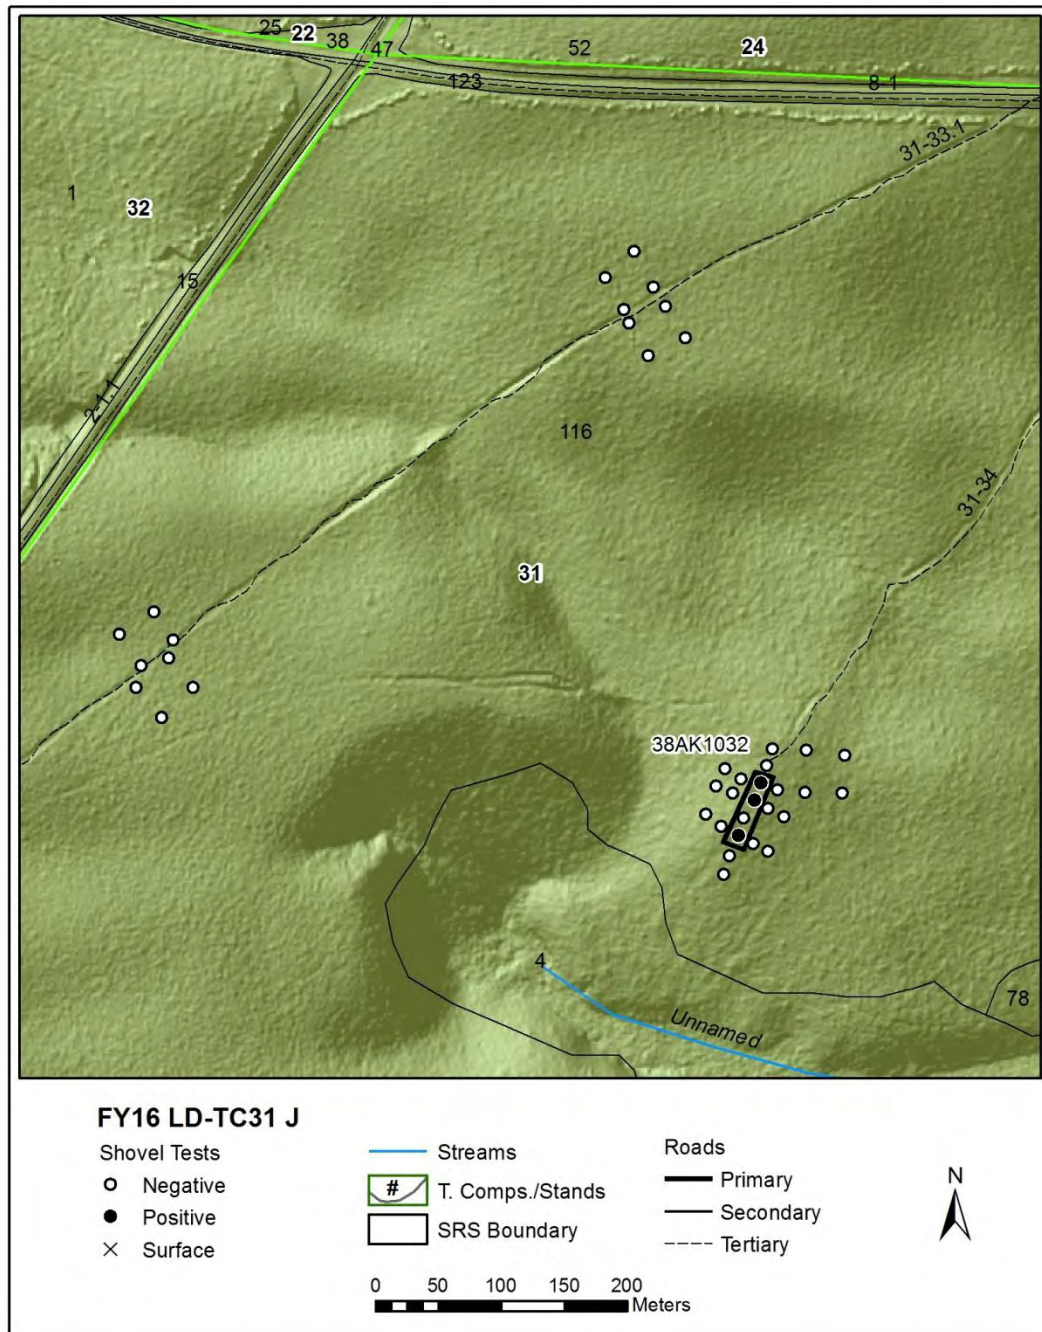 25
22
38
47
52
24
123
8-1
31-33.1
1
32
15
2-1.1
116
31-34
31
38AK1032
4
78
Unnamed
FY16 LD-TC31 J
Shovel Tests
Negative
Positive
Surface
Streams
# T. Comps./Stands
SRS Boundary
Roads
Primary
Secondary
Tertiary
N
0 50 100 150 200
Meters